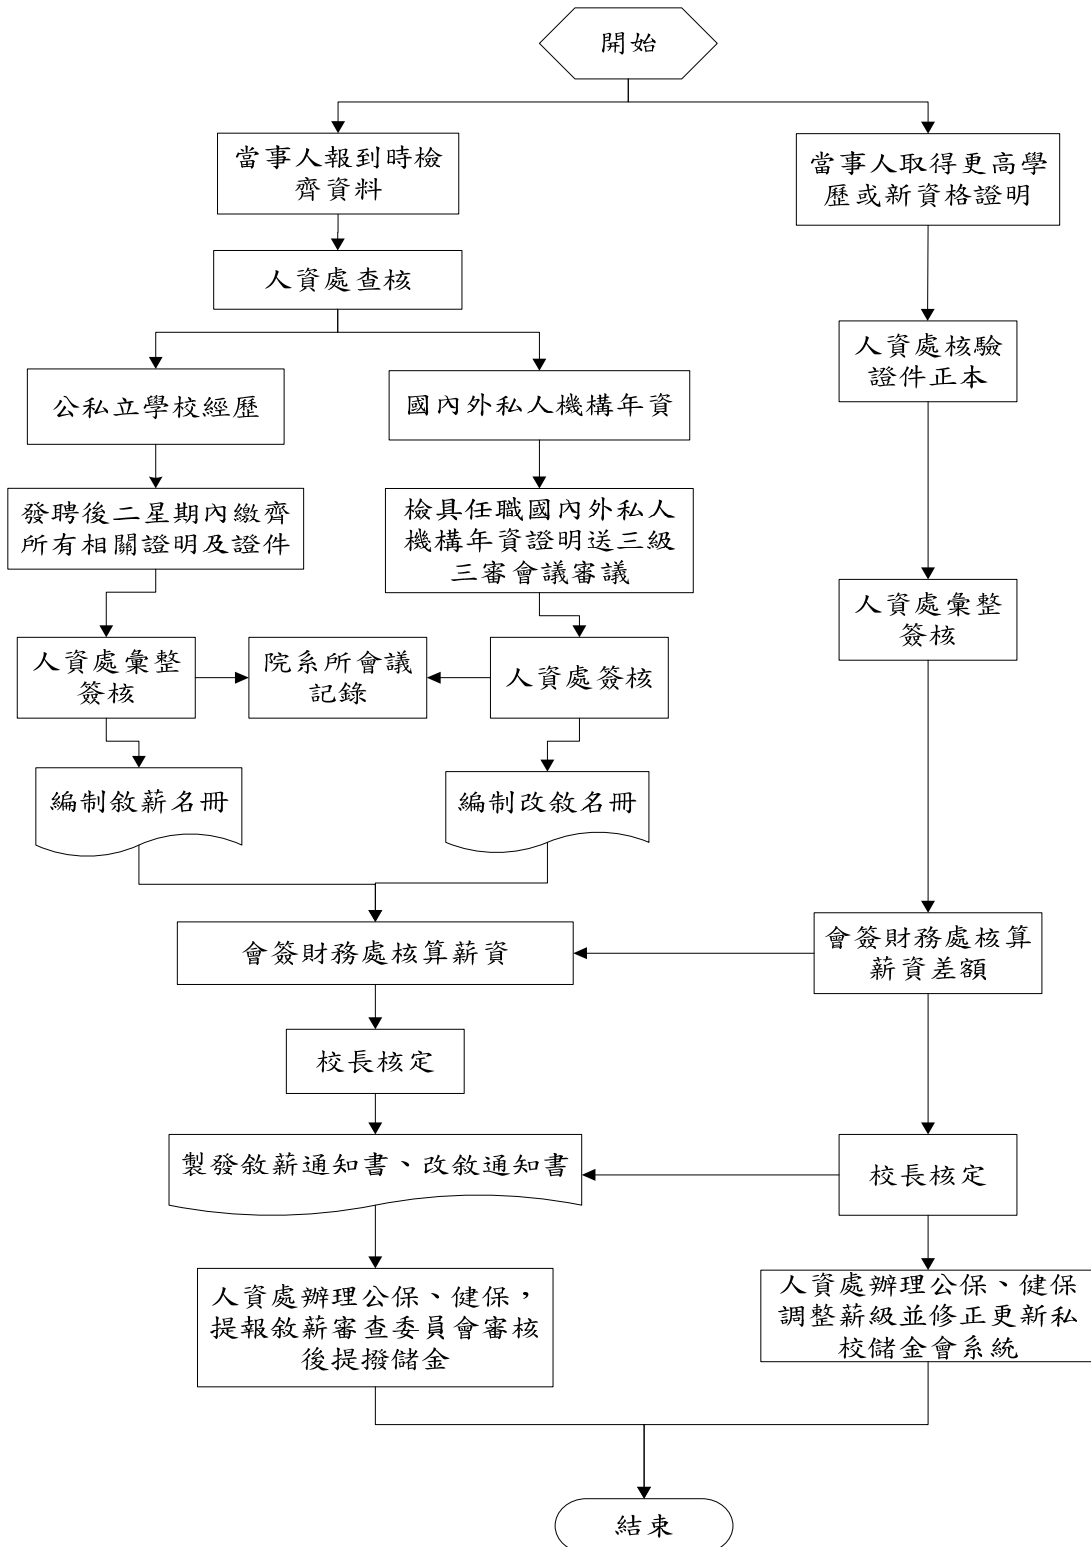 開始
當事人報到時檢
齊資料
當事人取得更高學
歷或新資格證明
人資處查核
人資處核驗
證件正本
公私立學校經歷
國內外私人機構年資
發聘後二星期內繳齊
所有相關證明及證件
檢具任職國內外私人
機構年資證明送三級
三審會議審議
人資處彙整
簽核
人資處彙整
簽核
院系所會議
記錄
人資處簽核
編制敘薪名冊
編制改敘名冊
會簽財務處核算薪資
會簽財務處核算
薪資差額
校長核定
製發敘薪通知書、改敘通知書
校長核定
人資處辦理公保、健保，
提報敘薪審查委員會審核
後提撥儲金
人資處辦理公保、健保
調整薪級並修正更新私
校儲金會系統
結束